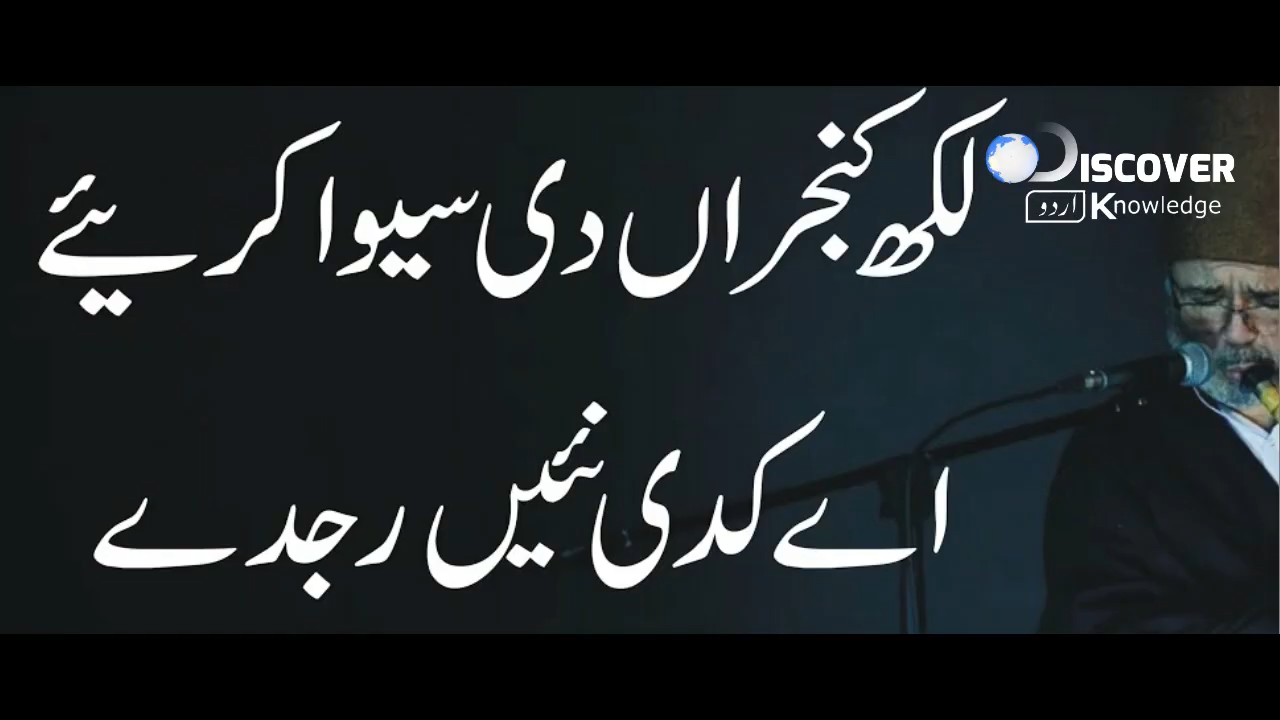 لکھ کنجراں دی سیوا کریئے
DISCOVER
اردو Knowledge
اے کدی نئیں رجدے